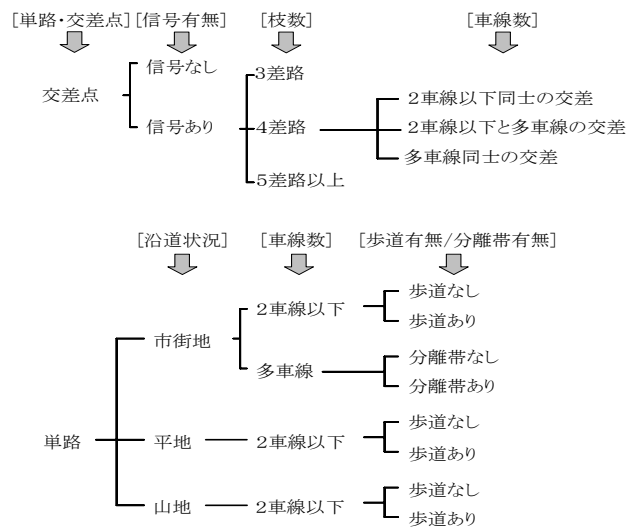 [単路・交差点] [信号有無] [枝数] [車線数]
信号なし
3差路
交差点
2車線以下同士の交差
信号あり
4差路
2車線以下と多車線の交差
多車線同士の交差
5差路以上
[沿道状況] [車線数] [歩道有無/分離帯有無]
歩道なし
2車線以下
歩道あり
市街地
分離帯なし
多車線
分離帯あり
歩道なし
単路
平地
2車線以下
歩道あり
歩道なし
山地
2車線以下
歩道あり